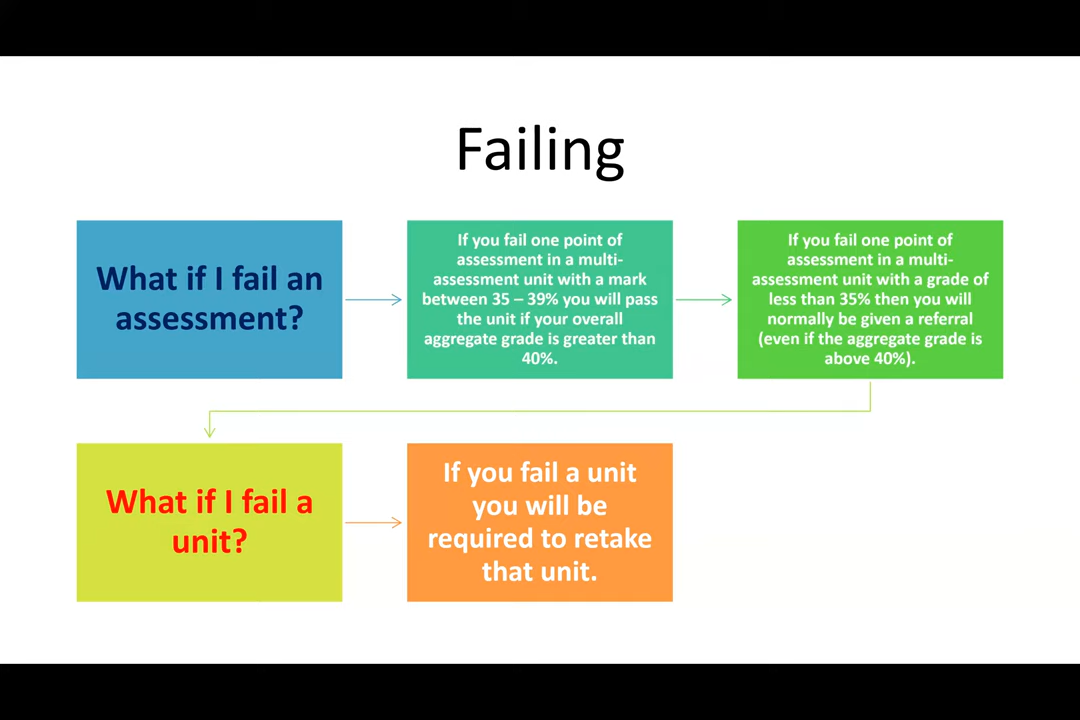 Failing
What if I fail an
assessment?
If you fail one point of
assessment in a multi-
assessment unit with a mark
between 35 – 39% you will pass
the unit if your overall
aggregate grade is greater than
40%.
If you fail one point of
assessment in a multi-
assessment unit with a grade of
less than 35% then you will
normally be given a referral
(even if the aggregate grade is
above 40%).
What if I fail a
unit?
If you fail a unit
you will be
required to retake
that unit.